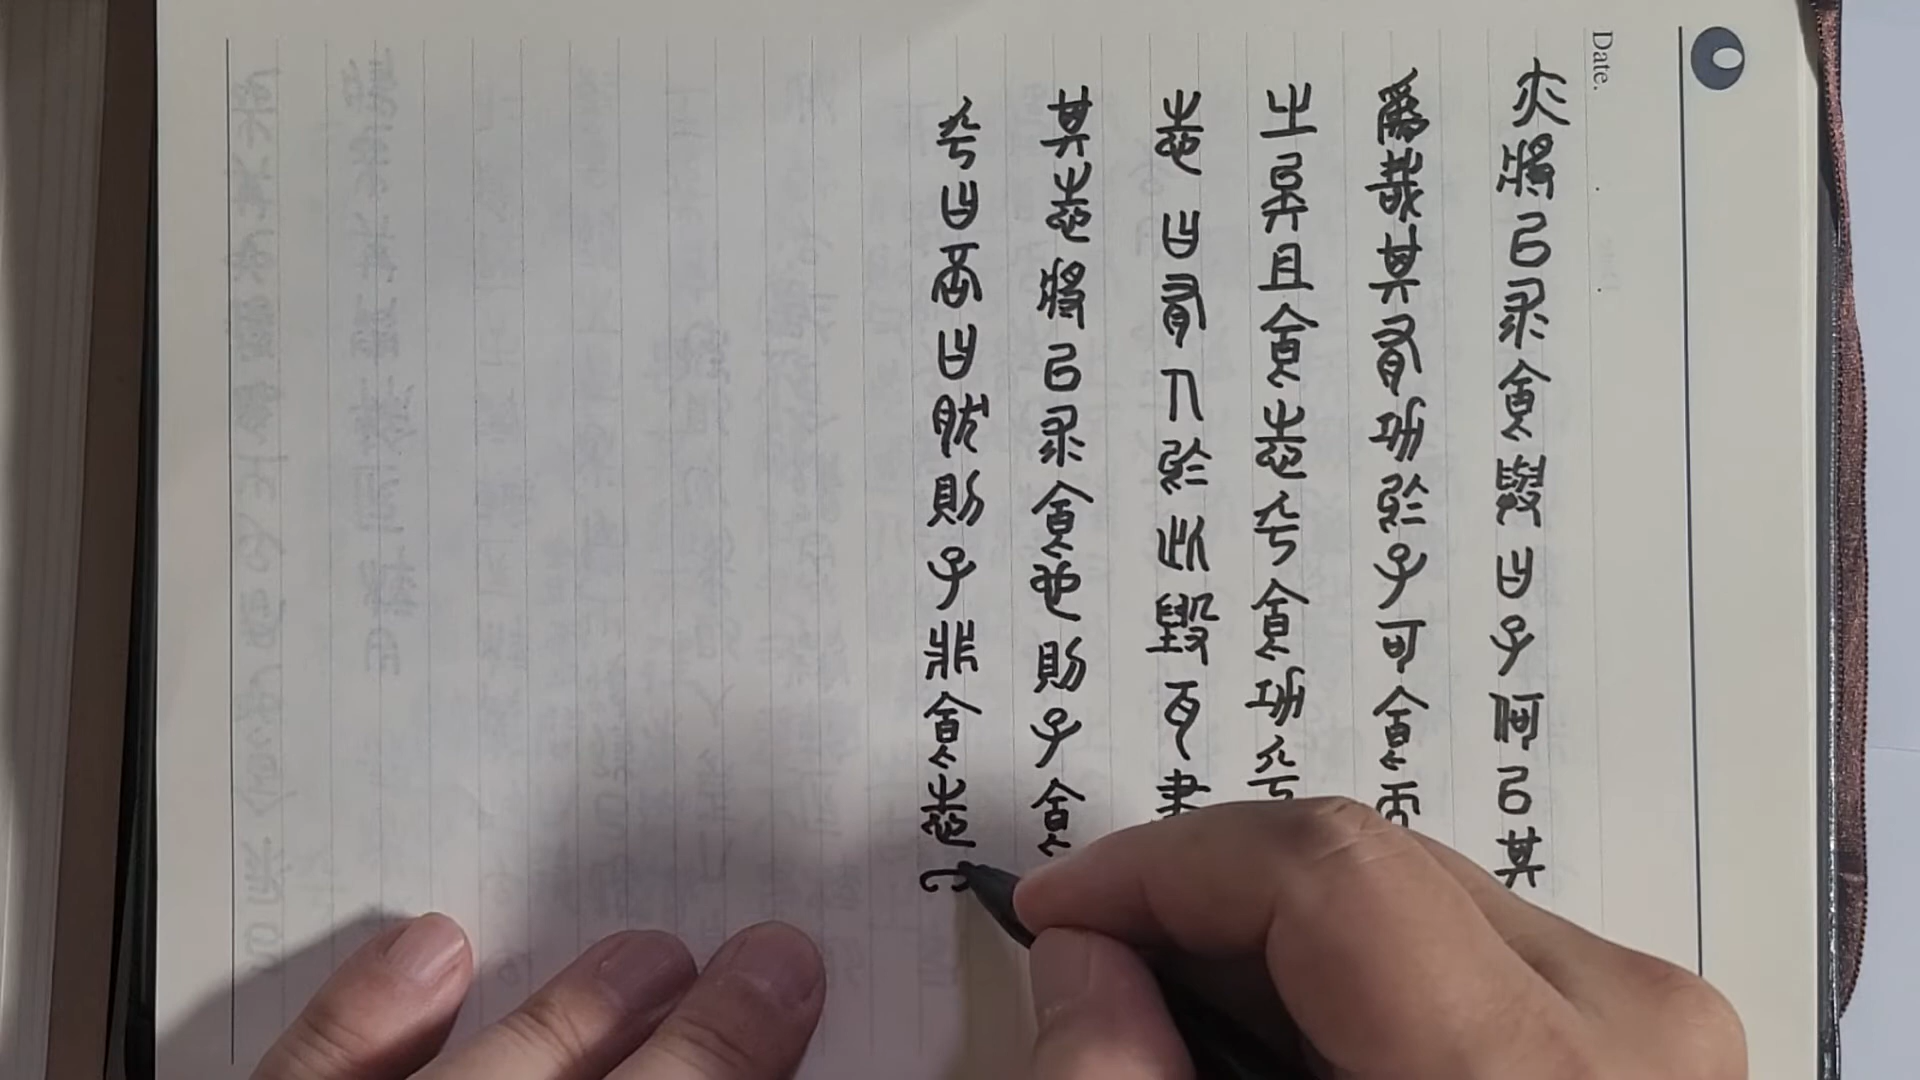 Date.
亦將以求食與曰子何以其
爲哉其有功於子可食而
之矣且食志乎食功乎
志曰有人於此毀瓦畫
其志將以求食也則子食
乎曰否曰然則子非食志